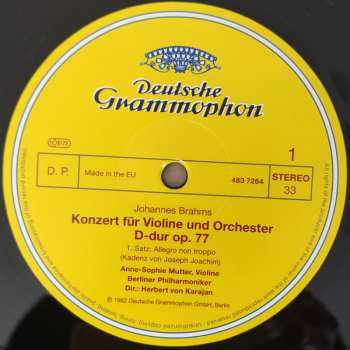 Deutsche
Grammophon
LC 0173
1
D. P.
Made in the EU
483 7264
STEREO
33
Johannes Brahms
Konzert für Violine und Orchester
D-dur op. 77
1. Satz: Allegro non troppo
(Kadenz von Joseph Joachim)
Anne-Sophie Mutter, Violine
Berliner Philharmoniker
Dir.: Herbert von Karajan
℗ 1982 Deutsche Grammophon GmbH, Berlin